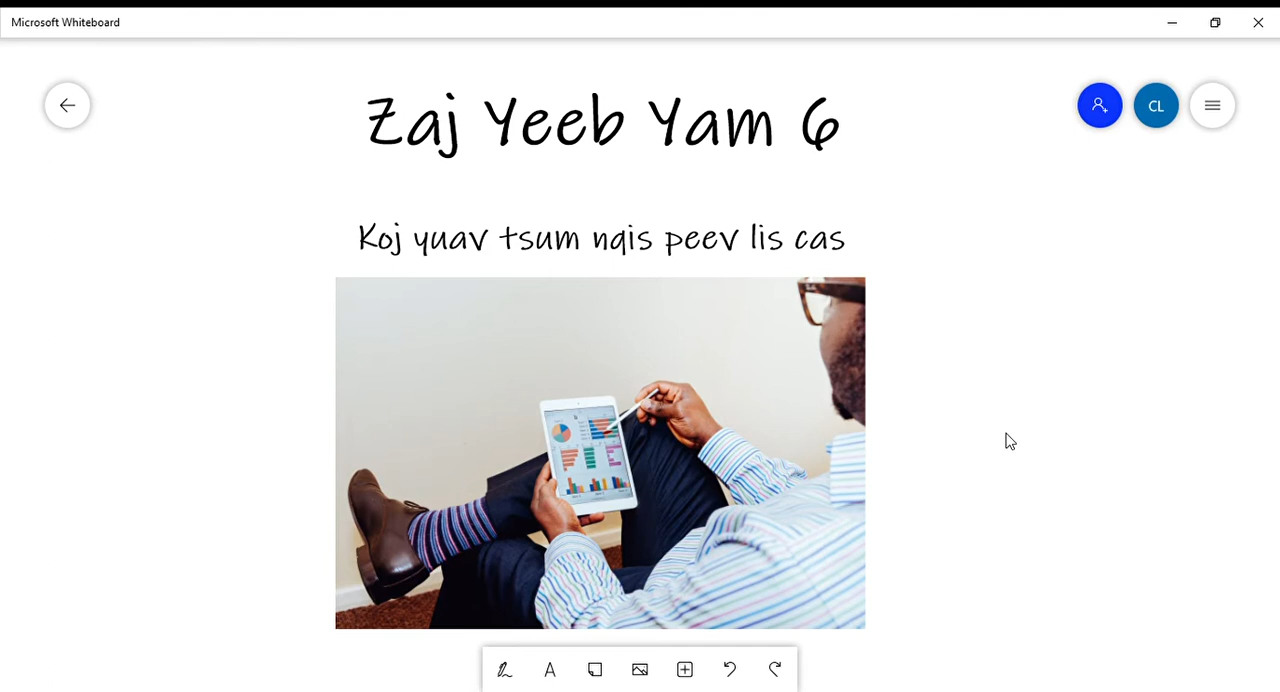 Microsoft Whiteboard
Zaj Yeeb Yam 6
CL
Koj yuav tsum nqis peev lis cas